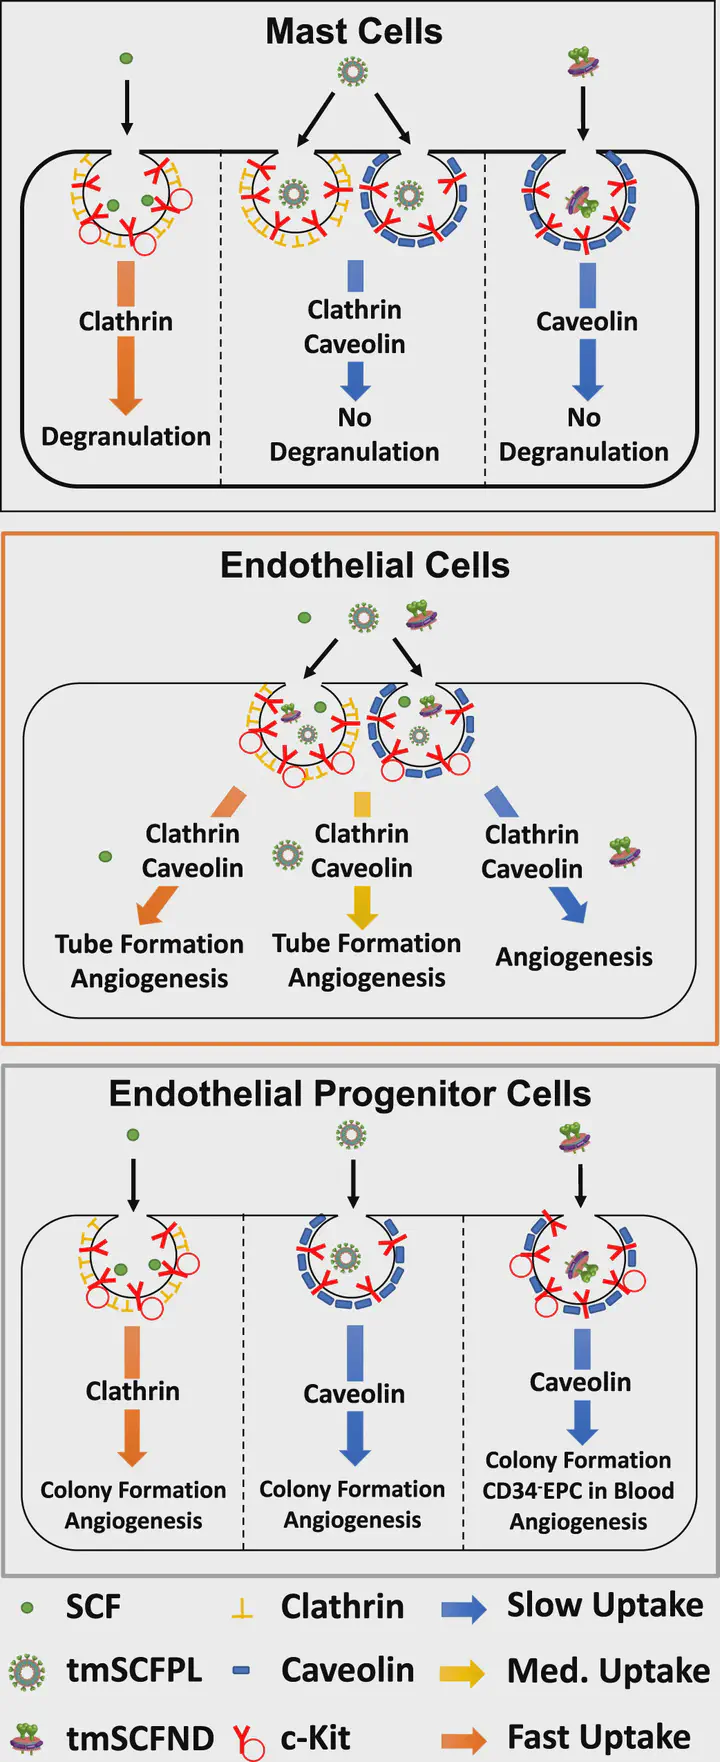 Mast Cells
Clathrin
Degranulation
Clathrin
Caveolin
No
Degranulation
Caveolin
No
Degranulation
Endothelial Cells
Clathrin
Caveolin
Tube Formation
Angiogenesis
Clathrin
Caveolin
Tube Formation
Angiogenesis
Clathrin
Caveolin
Angiogenesis
Endothelial Progenitor Cells
Clathrin
Colony Formation
Angiogenesis
Caveolin
Colony Formation
Angiogenesis
Caveolin
Colony Formation
CD34⁻EPC in Blood
Angiogenesis
SCF
Clathrin
Slow Uptake
tmSCFPL
Caveolin
Med. Uptake
tmSCFND
c-Kit
Fast Uptake